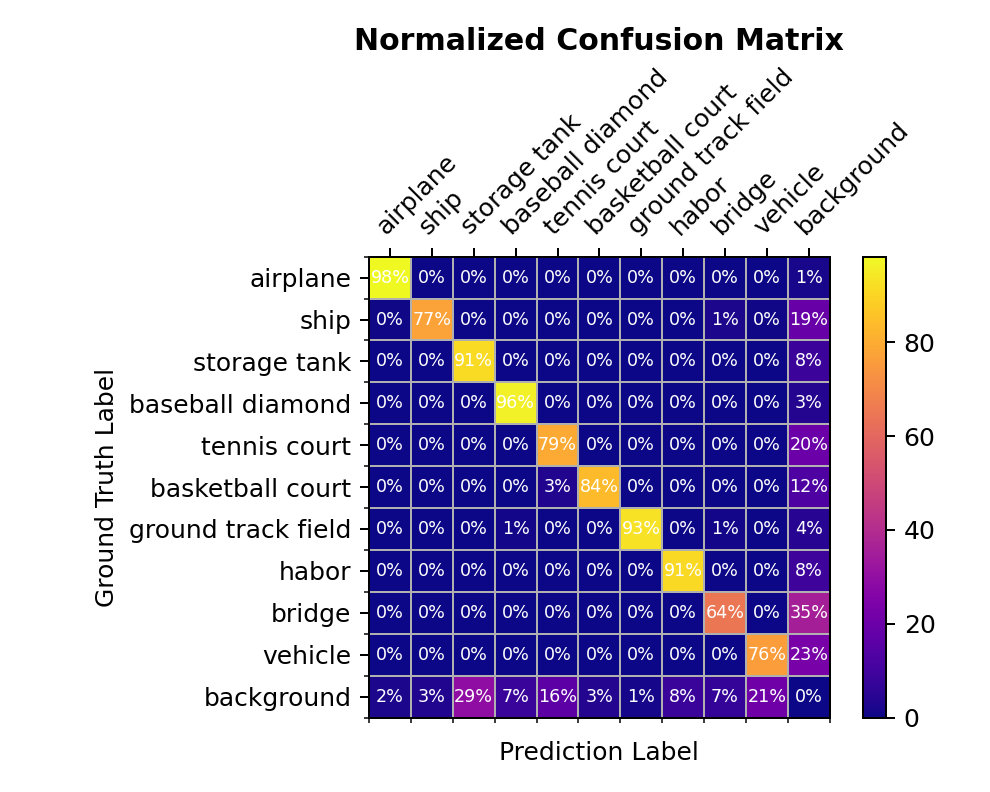 Normalized Confusion Matrix
airplane
ship
storage tank
baseball diamond
tennis court
basketball court
ground track field
habor
bridge
vehicle
background
airplane 98% 0% 0% 0% 0% 0% 0% 0% 0% 0% 1%
ship 0% 77% 0% 0% 0% 0% 0% 0% 1% 0% 19%
storage tank 0% 0% 91% 0% 0% 0% 0% 0% 0% 0% 8%
baseball diamond 0% 0% 0% 96% 0% 0% 0% 0% 0% 0% 3%
tennis court 0% 0% 0% 0% 79% 0% 0% 0% 0% 0% 20%
basketball court 0% 0% 0% 0% 3% 84% 0% 0% 0% 0% 12%
ground track field 0% 0% 0% 1% 0% 0% 93% 0% 1% 0% 4%
habor 0% 0% 0% 0% 0% 0% 0% 91% 0% 0% 8%
bridge 0% 0% 0% 0% 0% 0% 0% 0% 64% 0% 35%
vehicle 0% 0% 0% 0% 0% 0% 0% 0% 0% 76% 23%
background 2% 3% 29% 7% 16% 3% 1% 8% 7% 21% 0%
Ground Truth Label
Prediction Label
80
60
40
20
0